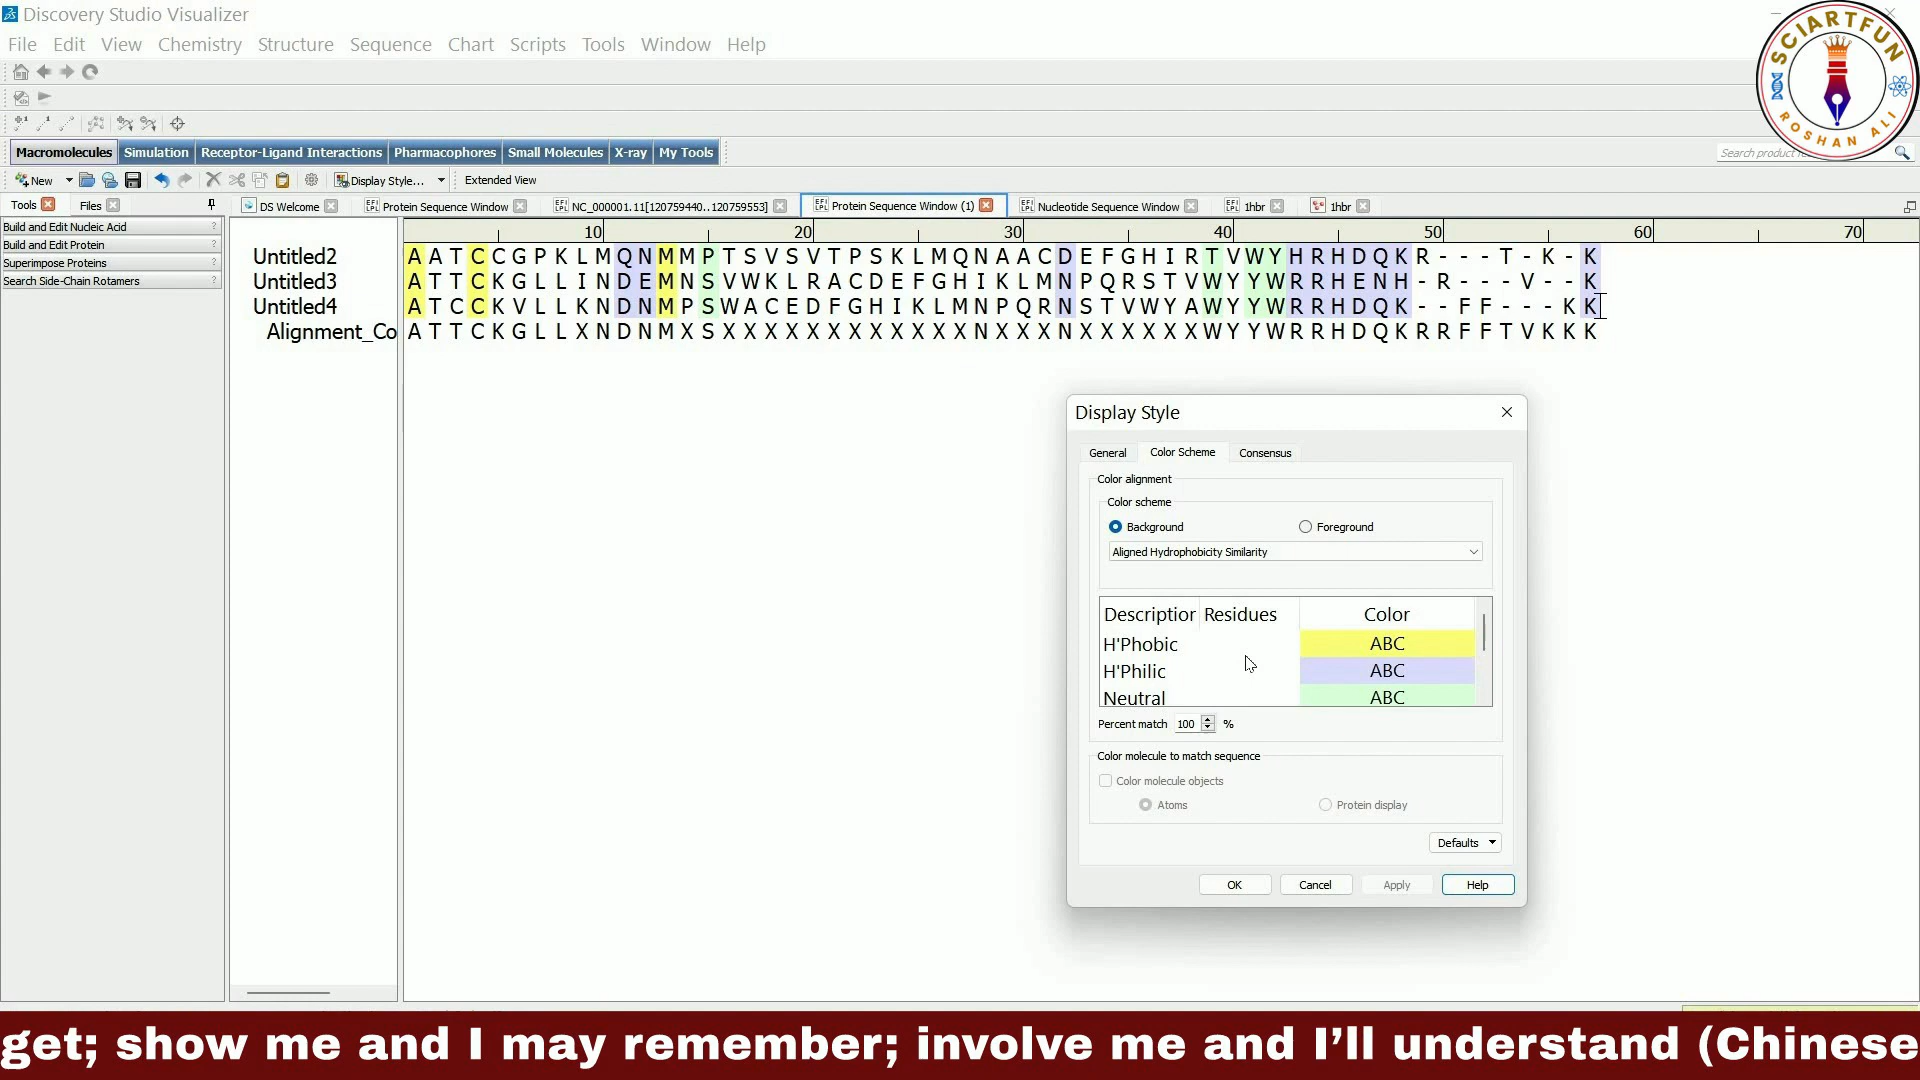 Discovery Studio Visualizer
File Edit View Chemistry Structure Sequence Chart Scripts Tools Window Help
SCIARTFUN
ROSHAN ALI
Macromolecules Simulation Receptor-Ligand Interactions Pharmacophores Small Molecules X-ray My Tools
Search product
New Display Style... Extended View
Tools Files DS Welcome Protein Sequence Window NC_000001.11[120759440..120759553] Protein Sequence Window (1) Nucleotide Sequence Window 1hbr 1hbr
Build and Edit Nucleic Acid ?
Build and Edit Protein ?
Superimpose Proteins ?
Search Side-Chain Rotamers ?
10 20 30 40 50 60 70
Untitled2 A A T C C G P K L M Q N M M P T S V S V T P S K L M Q N A A C D E F G H I R T V W Y H R H D Q K R - - - T - K - K
Untitled3 A T T C K G L L I N D E M N S V W K L R A C D E F G H I K L M N P Q R S T V W Y Y W R R H E N H - R - - - V - - K
Untitled4 A T C C K V L L K N D N M P S W A C E D F G H I K L M N P Q R N S T V W Y A W Y Y W R R H D Q K - - F F - - - K K
Alignment_Co A T T C K G L L X N D N M X S X X X X X X X X X X X X N X X X N X X X X X X W Y Y W R R H D Q K R R F F T V K K K
Display Style
General Color Scheme Consensus
Color alignment
Color scheme
Background Foreground
Aligned Hydrophobicity Similarity
Description Residues Color
H'Phobic ABC
H'Philic ABC
Neutral ABC
Percent match 100 %
Color molecule to match sequence
Color molecule objects
Atoms Protein display
Defaults
OK Cancel Apply Help
get; show me and I may remember; involve me and I'll understand (Chinese